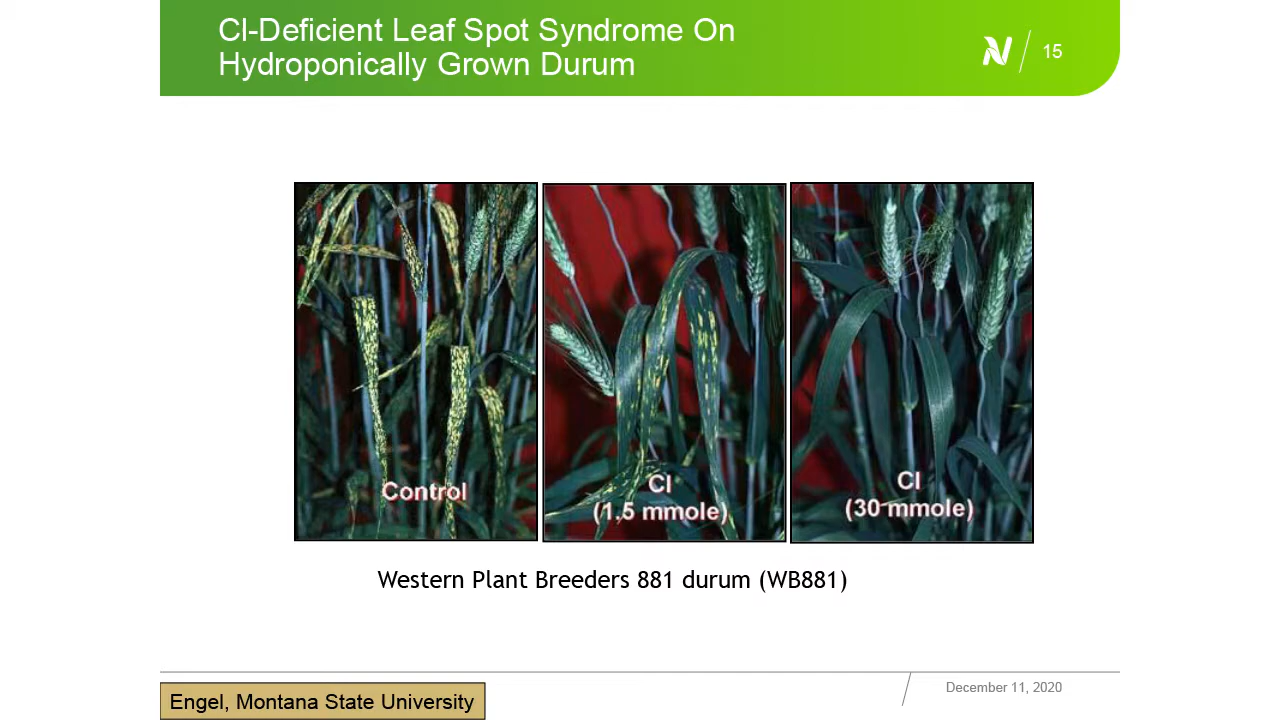 Cl-Deficient Leaf Spot Syndrome On
Hydroponically Grown Durum
15
Control
Cl
(1.5 mmole)
Cl
(30 mmole)
Western Plant Breeders 881 durum (WB881)
Engel, Montana State University
December 11, 2020